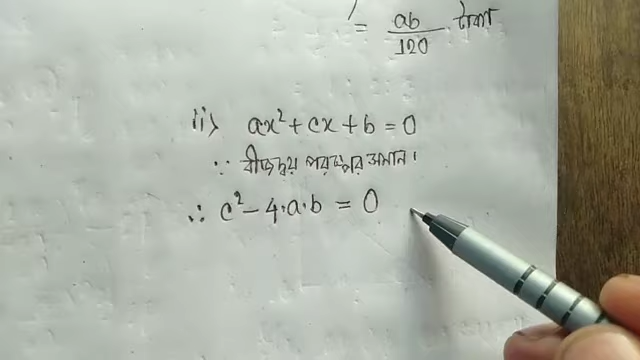 = ab/120 টাকা
ii) ax² + cx + b = 0
∵ বীজদ্বয় পরস্পর সমান।
∴ c² - 4·a·b = 0